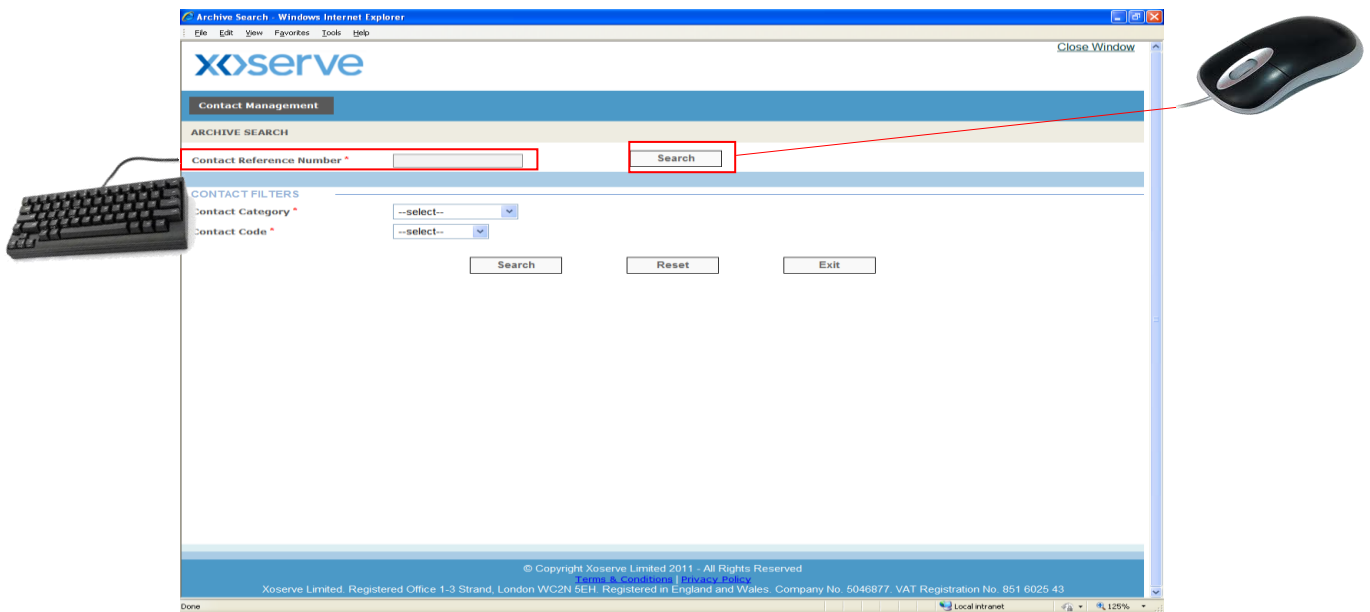 Archive Search - Windows Internet Explorer
File Edit View Favorites Tools Help
Close Window
xoserve
Contact Management
ARCHIVE SEARCH
Contact Reference Number * Search
CONTACT FILTERS
Contact Category * --select--
Contact Code * --select--
Search Reset Exit
© Copyright Xoserve Limited 2011 - All Rights Reserved
Terms & Conditions | Privacy Policy
Xoserve Limited. Registered Office 1-3 Strand, London WC2N 5EH. Registered in England and Wales. Company No. 5046877. VAT Registration No. 851 6025 43
Done Local intranet 125%